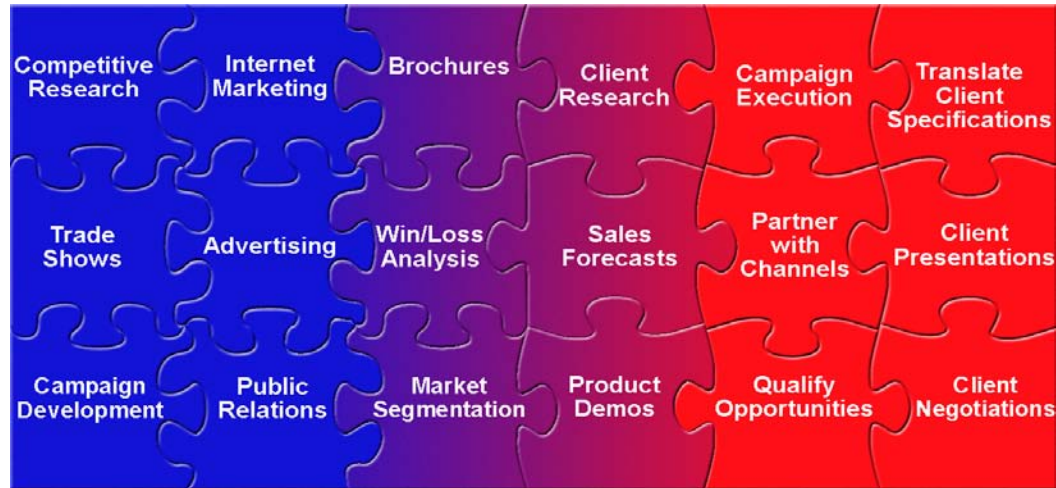 Competitive
Research
Internet
Marketing
Brochures
Client
Research
Campaign
Execution
Translate
Client
Specifications
Trade
Shows
Advertising
Win/Loss
Analysis
Sales
Forecasts
Partner
with
Channels
Client
Presentations
Campaign
Development
Public
Relations
Market
Segmentation
Product
Demos
Qualify
Opportunities
Client
Negotiations